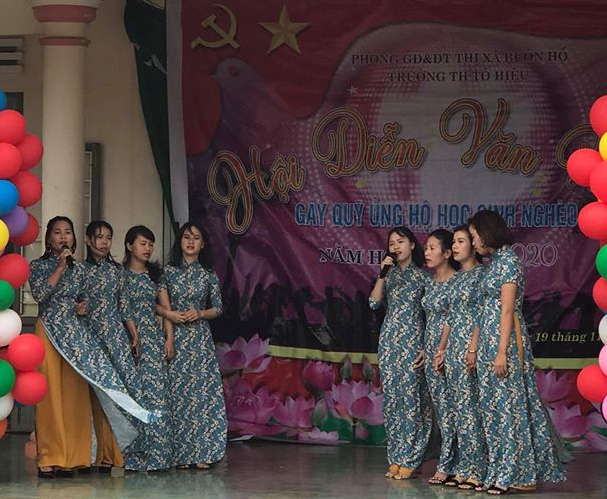 PHÒNG GD&ĐT THỊ XÃ BUÔN HỒ
TRƯỜNG TH TÔ HIỆU
Hội Diễn Văn
GÂY QUỸ ỦNG HỘ HỌC SINH NGHÈO
NĂM 2020
19 tháng